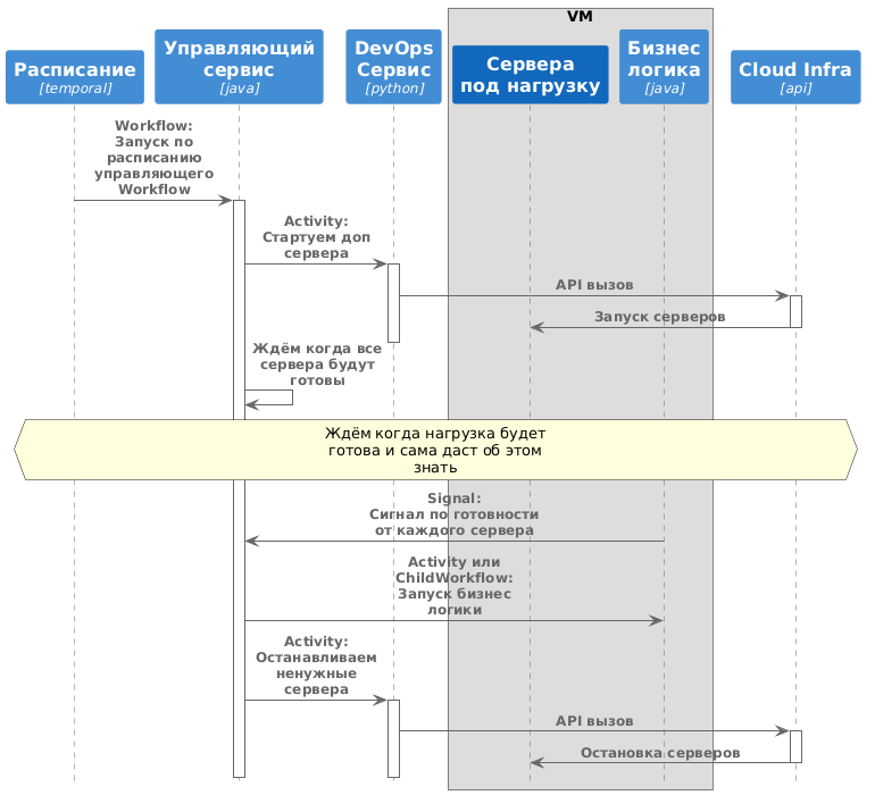 VM
Расписание
[temporal]
Управляющий
сервис
[java]
DevOps
Сервис
[python]
Сервера
под нагрузку
Бизнес
логика
[java]
Cloud Infra
[api]
Workflow:
Запуск по
расписанию
управляющего
Workflow
Activity:
Стартуем доп
сервера
API вызов
Запуск серверов
Ждём когда все
сервера будут
готовы
Ждём когда нагрузка будет
готова и сама даст об этом
знать
Signal:
Сигнал по готовности
от каждого сервера
Activity или
ChildWorkflow:
Запуск бизнес
логики
Activity:
Останавливаем
ненужные
сервера
API вызов
Остановка серверов